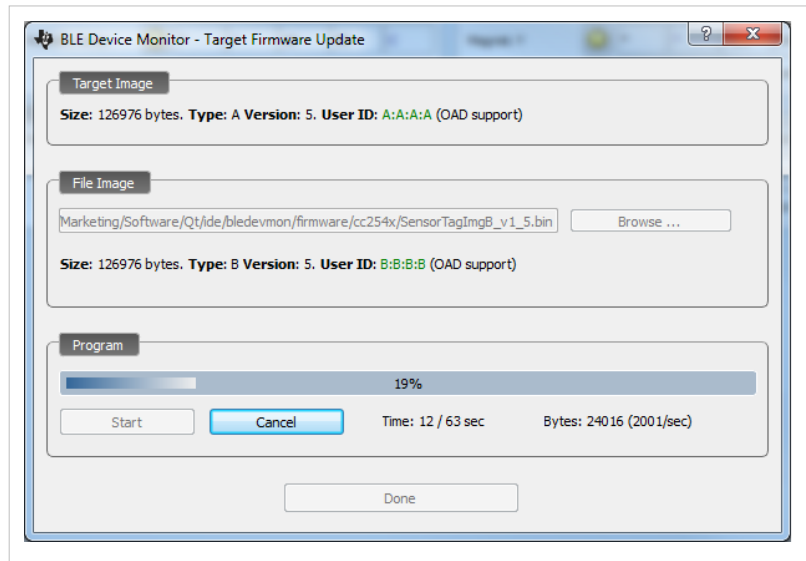 BLE Device Monitor - Target Firmware Update
Target Image
Size: 126976 bytes. Type: A Version: 5. User ID: A:A:A:A (OAD support)
File Image
Marketing/Software/Qt/ide/bledevmon/firmware/cc254x/SensorTagImgB_v1_5.bin Browse ...
Size: 126976 bytes. Type: B Version: 5. User ID: B:B:B:B (OAD support)
Program
19%
Start Cancel Time: 12 / 63 sec Bytes: 24016 (2001/sec)
Done